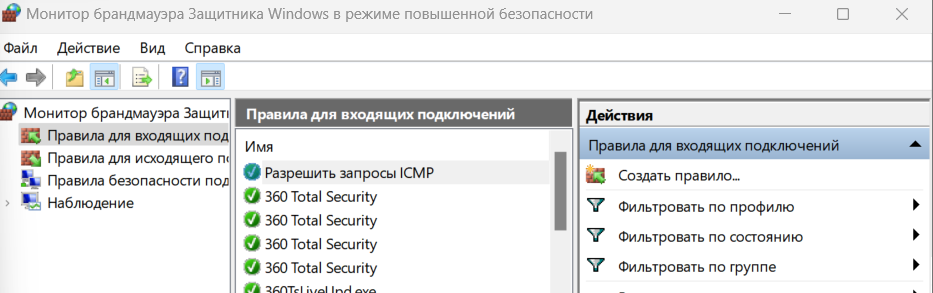 Монитор брандмауэра Защитника Windows в режиме повышенной безопасности
Файл Действие Вид Справка
Монитор брандмауэра Защит
Правила для входящих под
Правила для исходящего п
Правила безопасности под
Наблюдение
Правила для входящих подключений
Имя
Разрешить запросы ICMP
360 Total Security
360 Total Security
360 Total Security
360 Total Security
360TsLiveUpd.exe
Действия
Правила для входящих подключений
Создать правило...
Фильтровать по профилю
Фильтровать по состоянию
Фильтровать по группе